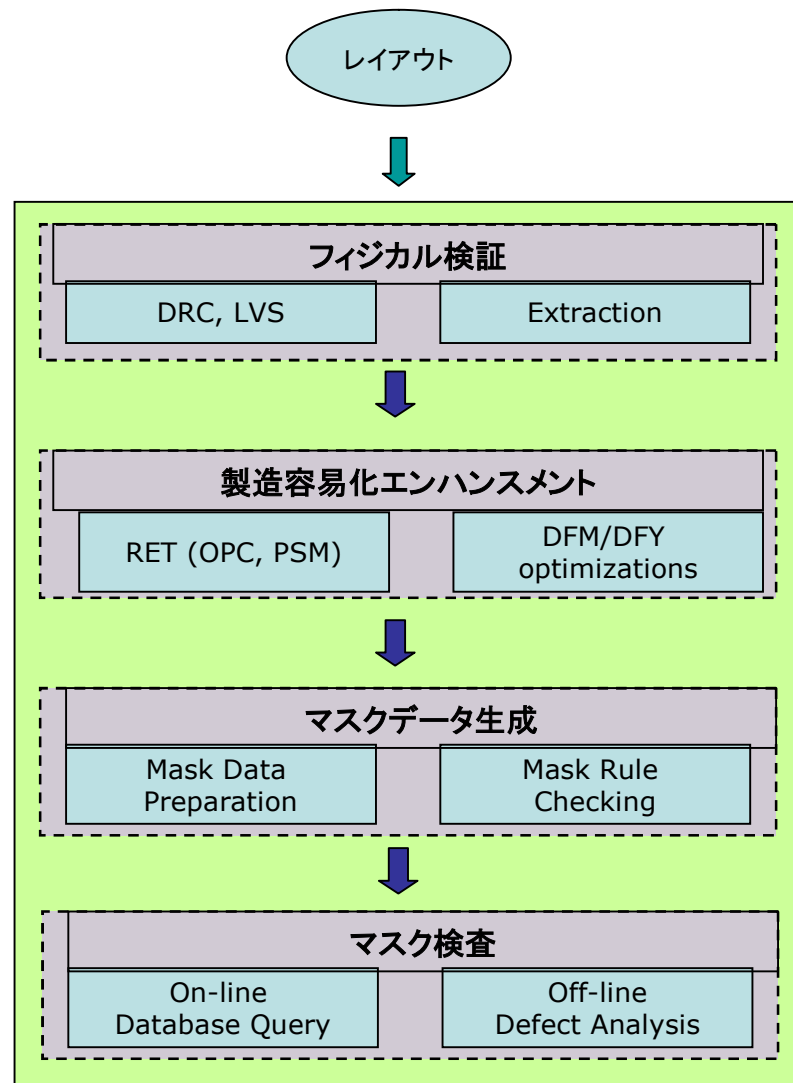 レイアウト
フィジカル検証
DRC, LVS
Extraction
製造容易化エンハンスメント
RET (OPC, PSM)
DFM/DFY
optimizations
マスクデータ生成
Mask Data
Preparation
Mask Rule
Checking
マスク検査
On-line
Database Query
Off-line
Defect Analysis